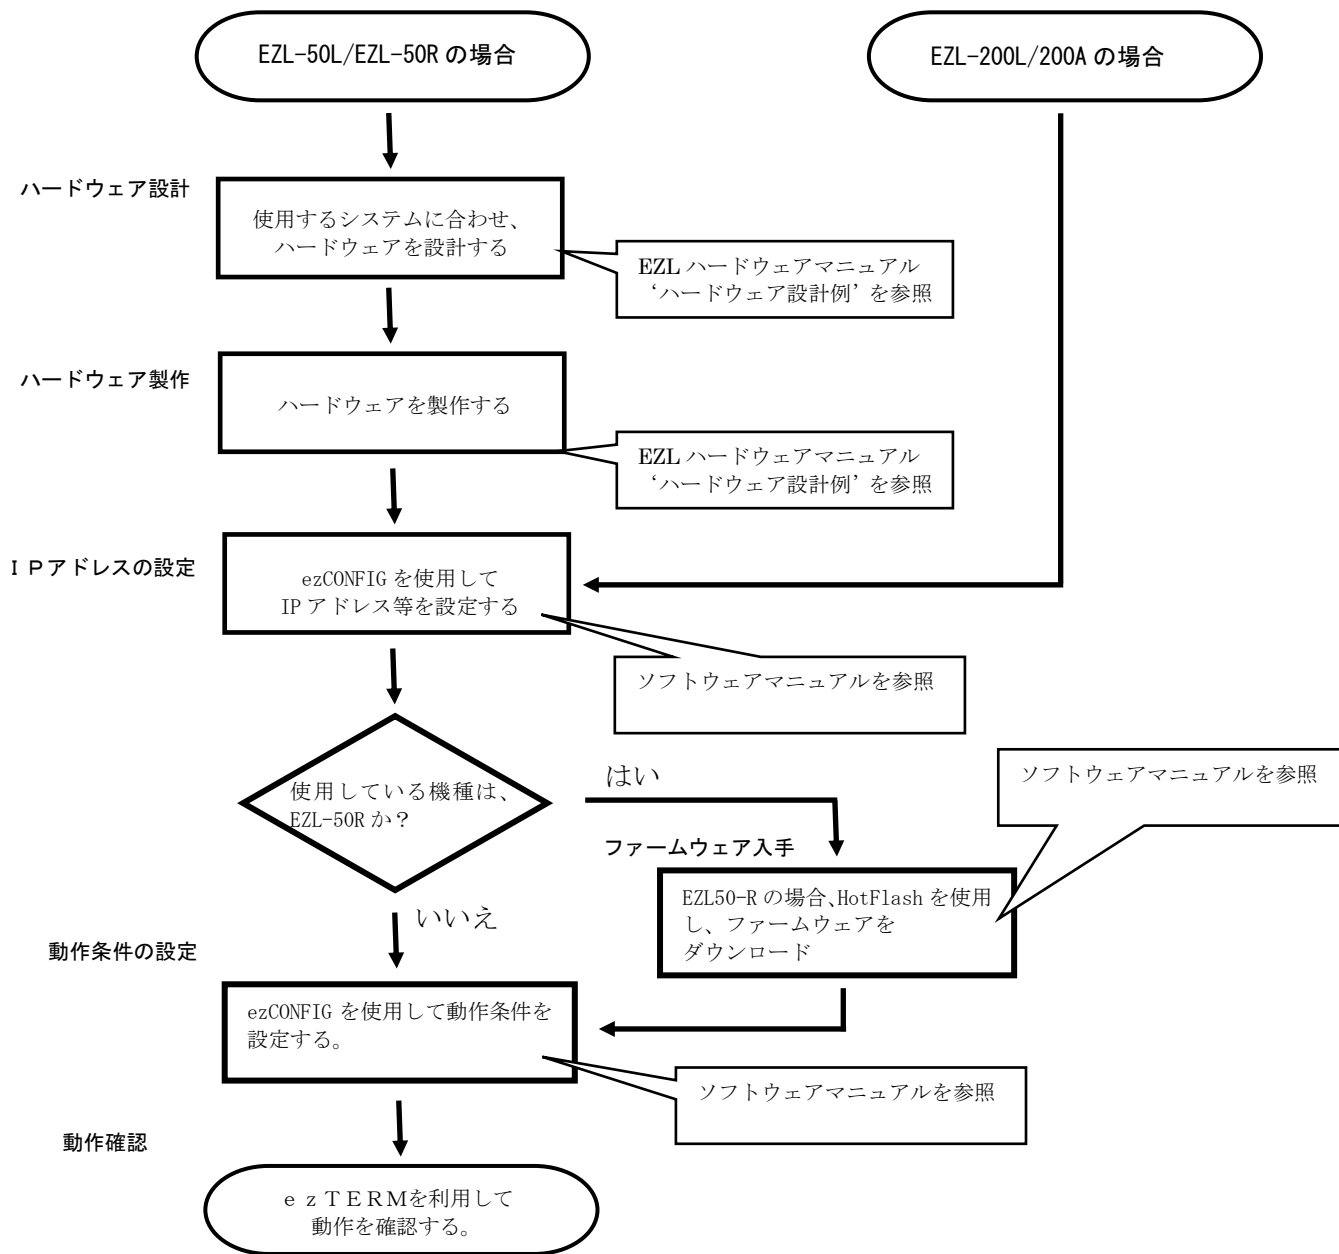 EZL-50L/EZL-50R の場合
EZL-200L/200A の場合
ハードウェア設計
使用するシステムに合わせ、
ハードウェアを設計する
EZL ハードウェアマニュアル
‘ハードウェア設計例’を参照
ハードウェア製作
ハードウェアを製作する
EZL ハードウェアマニュアル
‘ハードウェア設計例’を参照
ＩＰアドレスの設定
ezCONFIG を使用して
IP アドレス等を設定する
ソフトウェアマニュアルを参照
使用している機種は、
EZL-50R か？
はい
ソフトウェアマニュアルを参照
ファームウェア入手
EZL50-R の場合、HotFlash を使用
し、ファームウェアを
ダウンロード
いいえ
動作条件の設定
ezCONFIG を使用して動作条件を
設定する。
ソフトウェアマニュアルを参照
動作確認
ｅｚＴＥＲＭを利用して
動作を確認する。